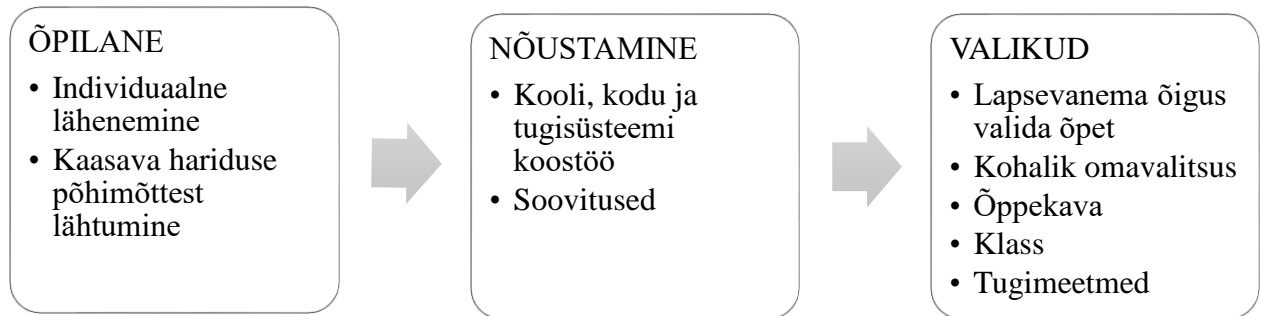 ÕPILANE
• Individuaalne
lähenemine
• Kaasava hariduse
põhimõttest
lähtumine
NÕUSTAMINE
• Kooli, kodu ja
tugisüsteemi
koostöö
• Soovitused
VALIKUD
• Lapsevanema õigus
valida õpet
• Kohalik omavalitsus
• Õppekava
• Klass
• Tugimeetmed